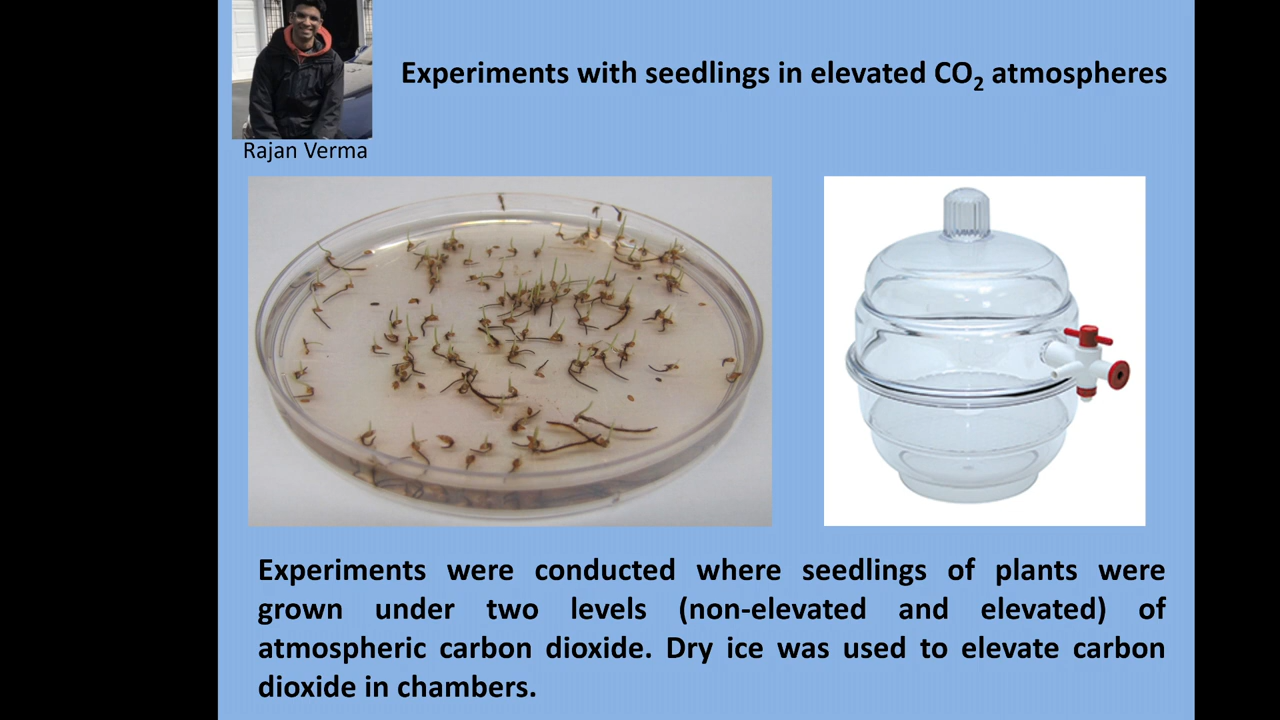 Experiments with seedlings in elevated CO₂ atmospheres
Rajan Verma
Experiments were conducted where seedlings of plants were
grown under two levels (non-elevated and elevated) of
atmospheric carbon dioxide. Dry ice was used to elevate carbon
dioxide in chambers.